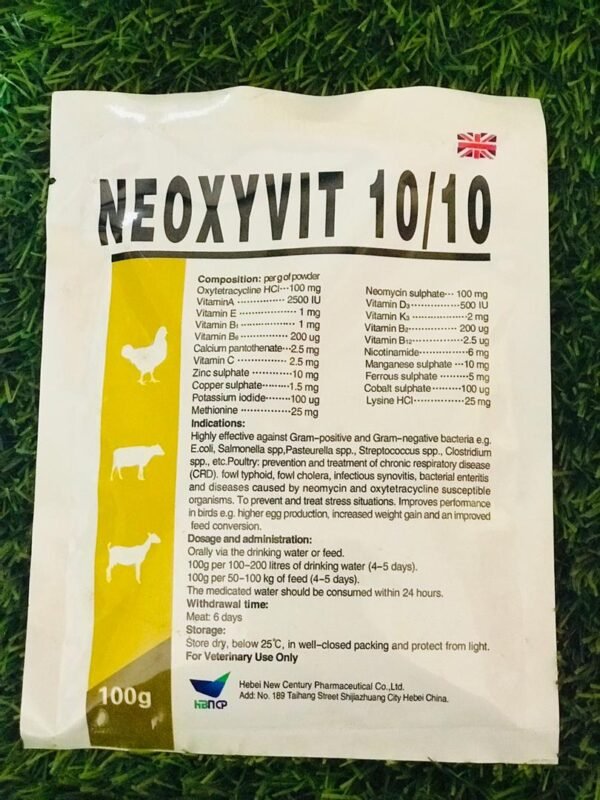 NEOXYVIT 10/10
Composition: per g of powder
Oxytetracycline HCl···100 mg
VitaminA ·············· 2500 IU
Vitamin E ················ 1 mg
Vitamin B₁ ··············· 1 mg
Vitamin B₆ ············ 200 ug
Calcium pantothenate···2.5 mg
Vitamin C ·············· 2.5 mg
Zinc sulphate ···········10 mg
Copper sulphate········1.5 mg
Potassium iodide·······100 ug
Methionine ··············25 mg
Neomycin sulphate··· 100 mg
Vitamin D₃ ··············500 IU
Vitamin K₃ ···············2 mg
Vitamin B₂ ············ 200 ug
Vitamin B₁₂ ············2.5 ug
Nicotinamide·············6 mg
Manganese sulphate ···10 mg
Ferrous sulphate ········5 mg
Cobalt sulphate ·······100 ug
Lysine HCl··············25 mg
Indications:
Highly effective against Gram-positive and Gram-negative bacteria e.g.
E.coli, Salmonella spp,Pasteurella spp., Streptococcus spp., Clostridium
spp., etc.Poultry: prevention and treatment of chronic respiratory disease
(CRD). fowl typhoid, fowl cholera, infectious synovitis, bacterial enteritis
and diseases caused by neomycin and oxytetracycline susceptible
organisms. To prevent and treat stress situations. Improves performance
in birds e.g. higher egg production, increased weight gain and an improved
feed conversion.
Dosage and administration:
Orally via the drinking water or feed.
100g per 100-200 litres of drinking water (4-5 days).
100g per 50-100 kg of feed (4-5 days).
The medicated water should be consumed within 24 hours.
Withdrawal time:
Meat: 6 days
Storage:
Store dry, below 25℃, in well-closed packing and protect from light.
For Veterinary Use Only
100g
HBNCP
Hebei New Century Pharmaceutical Co.,Ltd.
Add: No. 189 Taihang Street Shijiazhuang City Hebei China.